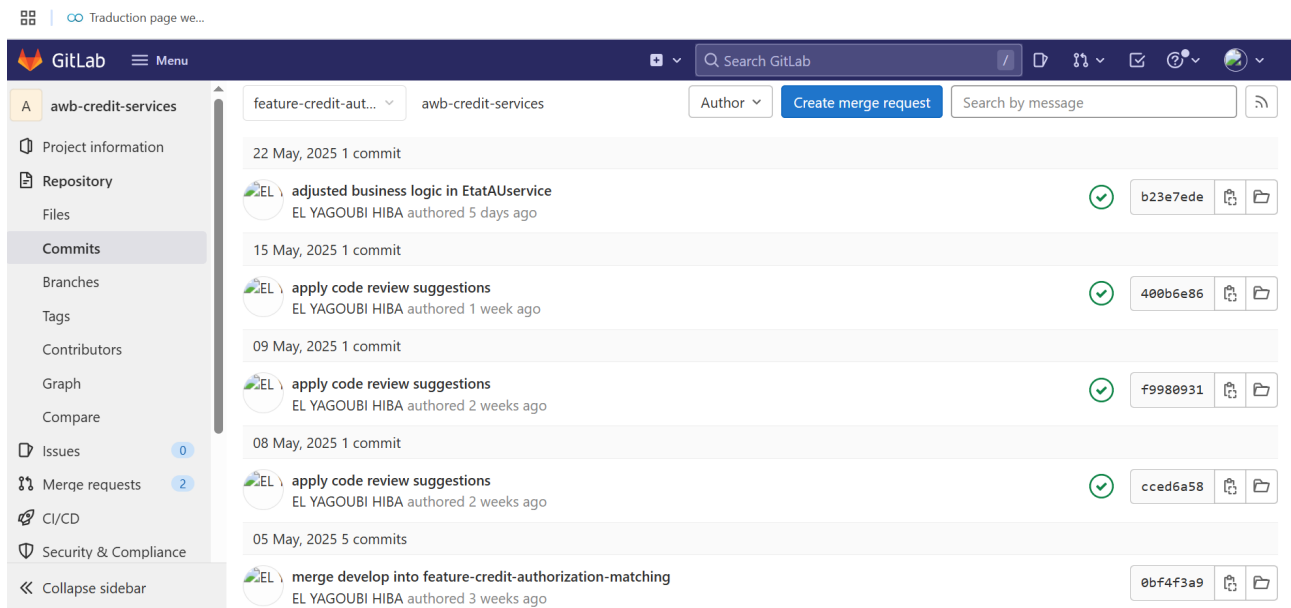 Traduction page we...
GitLab Menu Search GitLab /
A awb-credit-services
Project information
Repository
Files
Commits
Branches
Tags
Contributors
Graph
Compare
Issues 0
Merge requests 2
CI/CD
Security & Compliance
Collapse sidebar
feature-credit-aut... awb-credit-services Author Create merge request Search by message
22 May, 2025 1 commit
EL adjusted business logic in EtatAUservice
EL YAGOUBI HIBA authored 5 days ago
b23e7ede
15 May, 2025 1 commit
EL apply code review suggestions
EL YAGOUBI HIBA authored 1 week ago
400b6e86
09 May, 2025 1 commit
EL apply code review suggestions
EL YAGOUBI HIBA authored 2 weeks ago
f9980931
08 May, 2025 1 commit
EL apply code review suggestions
EL YAGOUBI HIBA authored 2 weeks ago
cced6a58
05 May, 2025 5 commits
EL merge develop into feature-credit-authorization-matching
EL YAGOUBI HIBA authored 3 weeks ago
0bf4f3a9